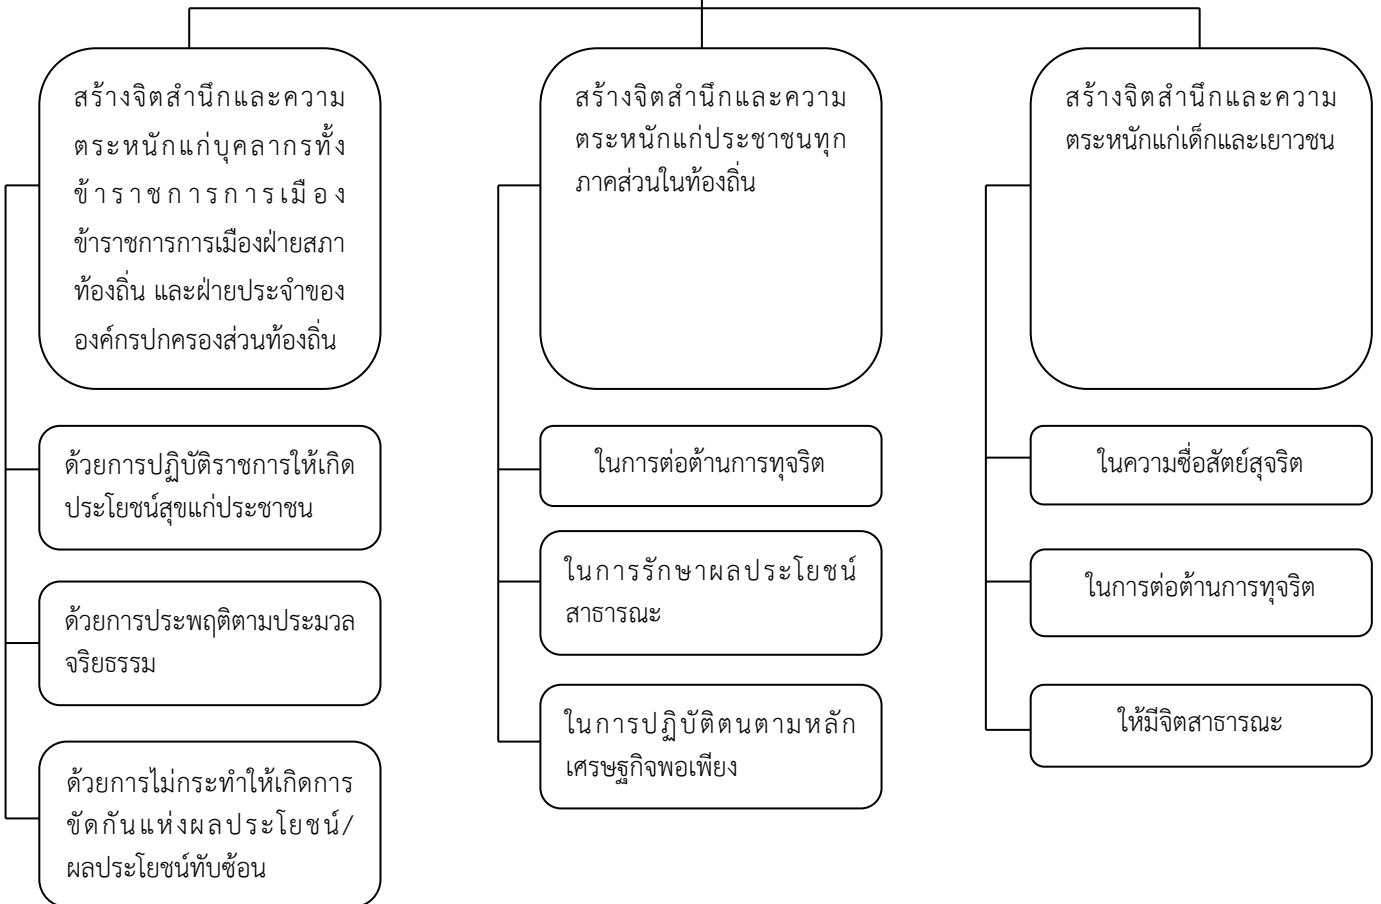 สร้างจิตสำนึกและความ
ตระหนักแก่บุคลากรทั้ง
ข้าราชการการเมือง
ข้าราชการการเมืองฝ่ายสภา
ท้องถิ่น และฝ่ายประจำของ
องค์กรปกครองส่วนท้องถิ่น
ด้วยการปฏิบัติราชการให้เกิด
ประโยชน์สุขแก่ประชาชน
ด้วยการประพฤติตามประมวล
จริยธรรม
ด้วยการไม่กระทำให้เกิดการ
ขัดกันแห่งผลประโยชน์/
ผลประโยชน์ทับซ้อน
สร้างจิตสำนึกและความ
ตระหนักแก่ประชาชนทุก
ภาคส่วนในท้องถิ่น
ในการต่อต้านการทุจริต
ในการรักษาผลประโยชน์
สาธารณะ
ในการปฏิบัติตนตามหลัก
เศรษฐกิจพอเพียง
สร้างจิตสำนึกและความ
ตระหนักแก่เด็กและเยาวชน
ในความซื่อสัตย์สุจริต
ในการต่อต้านการทุจริต
ให้มีจิตสาธารณะ